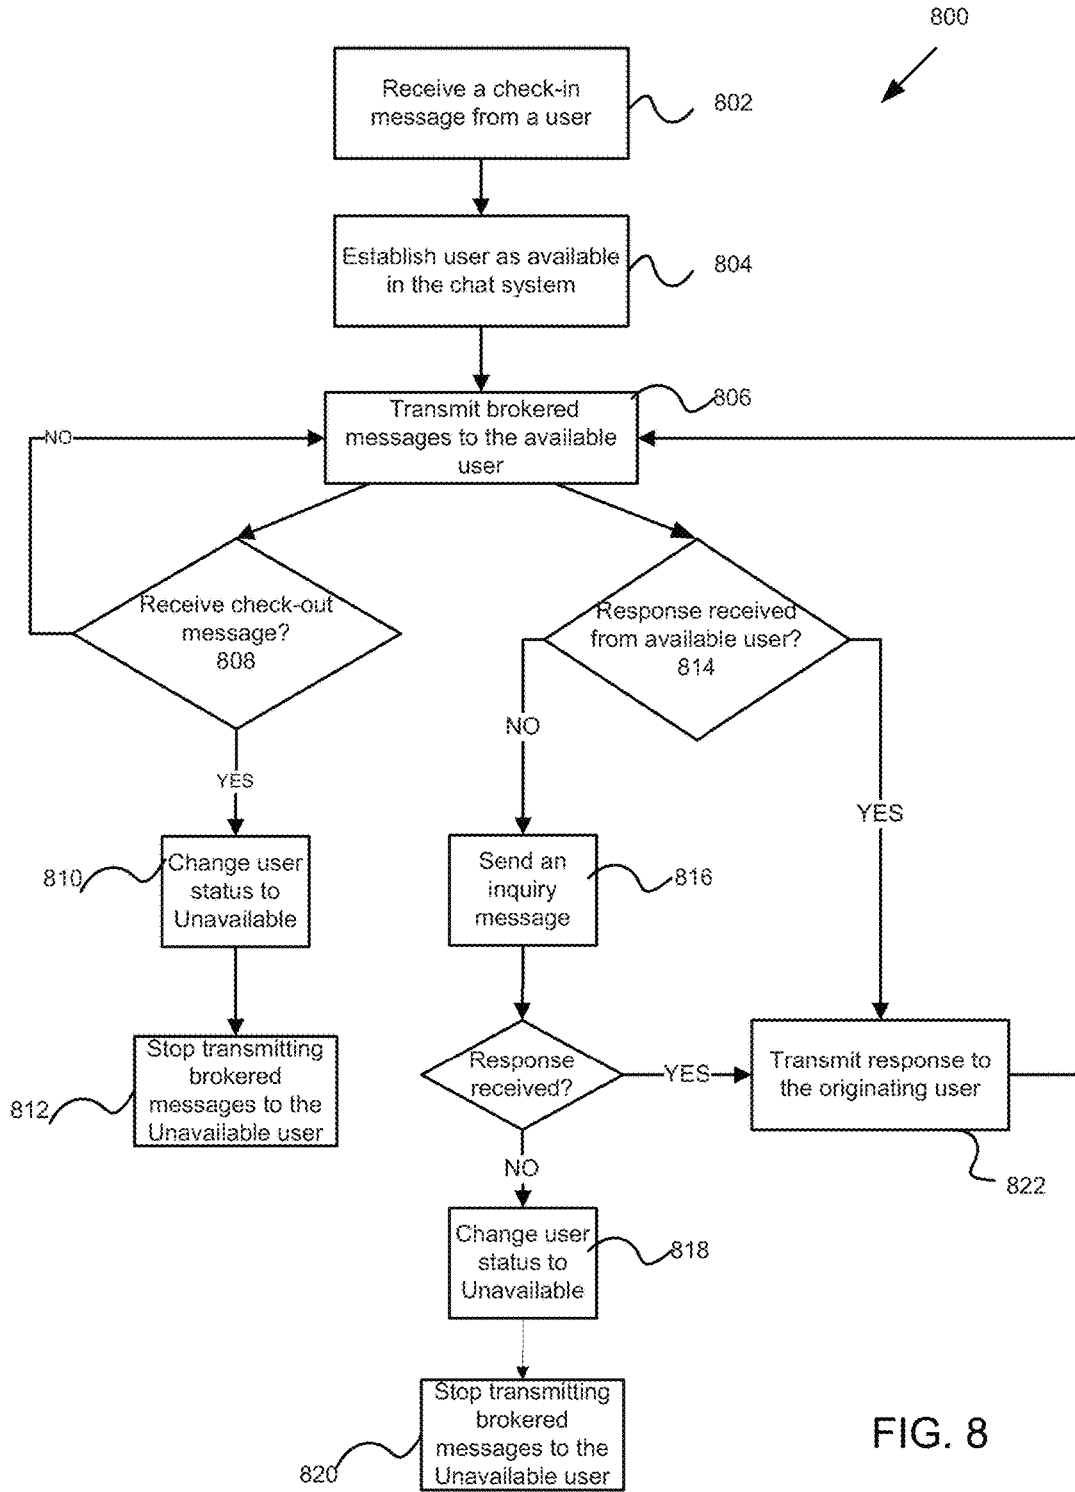 800
Receive a check-in
message from a user
802
Establish user as available
in the chat system
804
Transmit brokered
messages to the available
user
806
NO
Receive check-out
message?
808
Response received
from available user?
814
NO
YES
YES
Change user
status to
Unavailable
810
Send an
inquiry
message
816
Stop transmitting
brokered
messages to the
Unavailable user
812
Response
received?
YES
Transmit response to
the originating user
822
NO
Change user
status to
Unavailable
818
Stop transmitting
brokered
messages to the
Unavailable user
820
FIG. 8